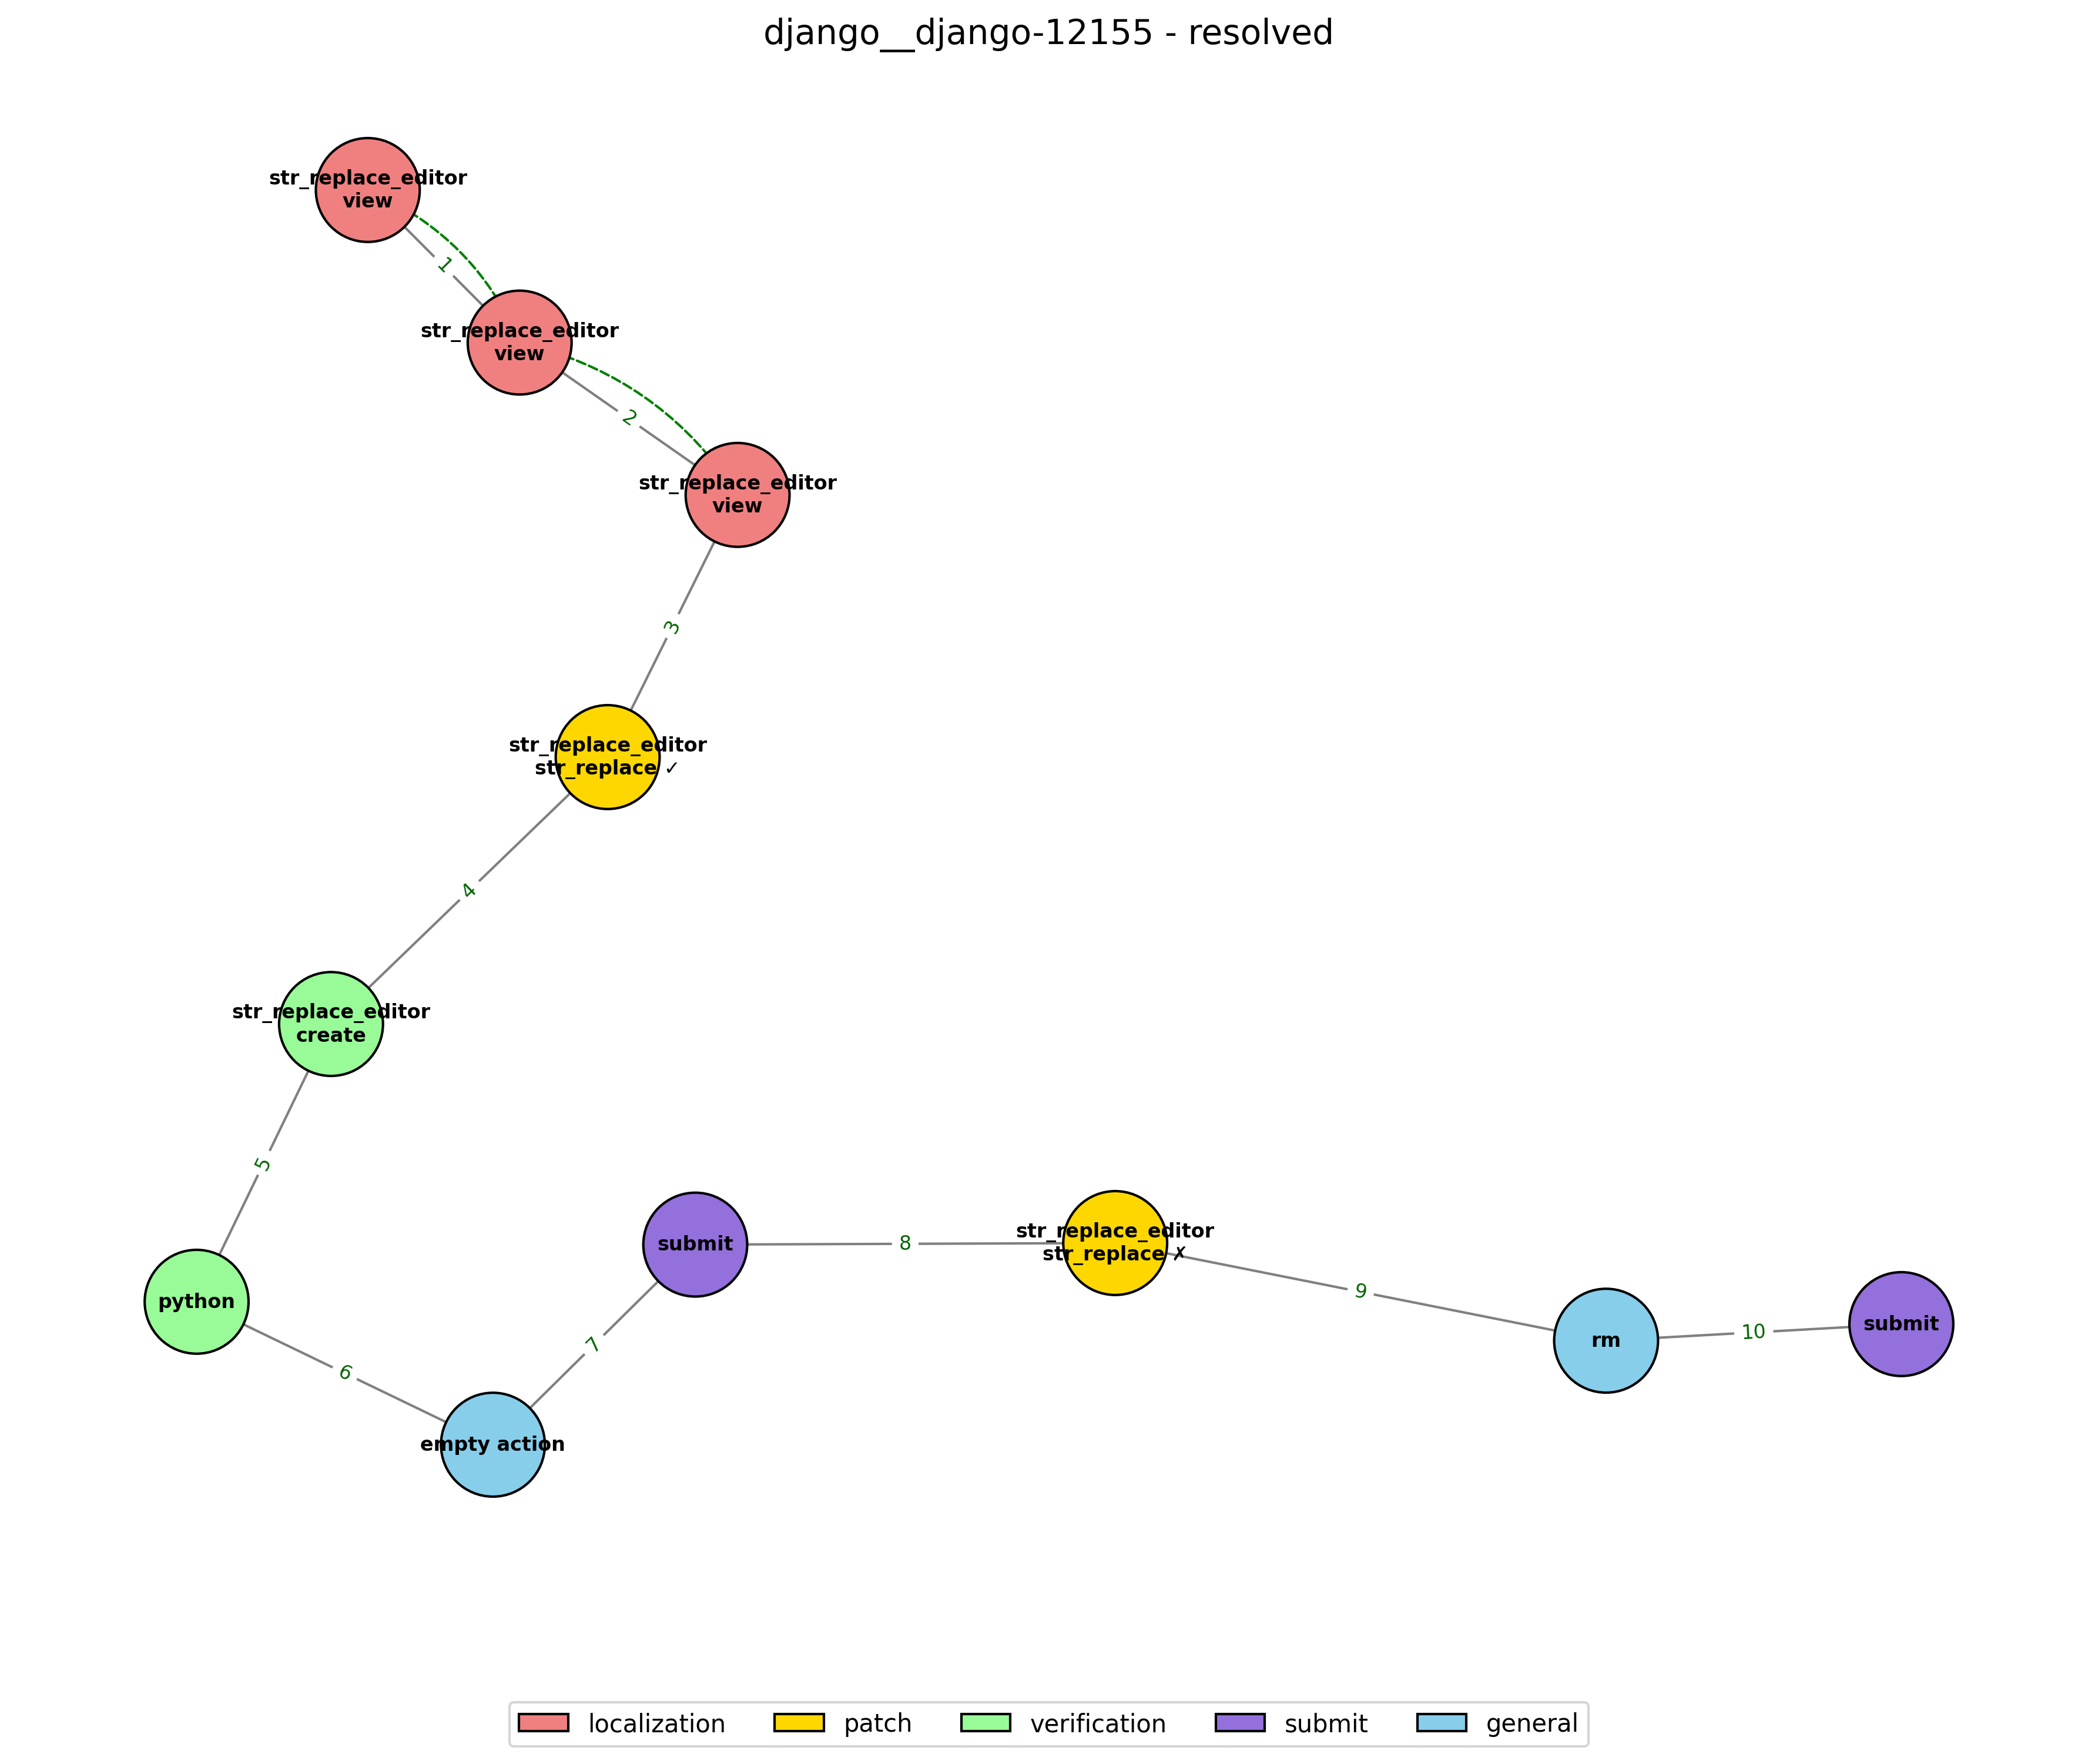 django__django-12155 - resolved
str_replace_editor
view
1
str_replace_editor
view
2
str_replace_editor
view
3
str_replace_editor
str_replace ✓
4
str_replace_editor
create
5
python
6
empty action
7
submit
8
str_replace_editor
str_replace ✗
9
rm
10
submit
localization
patch
verification
submit
general